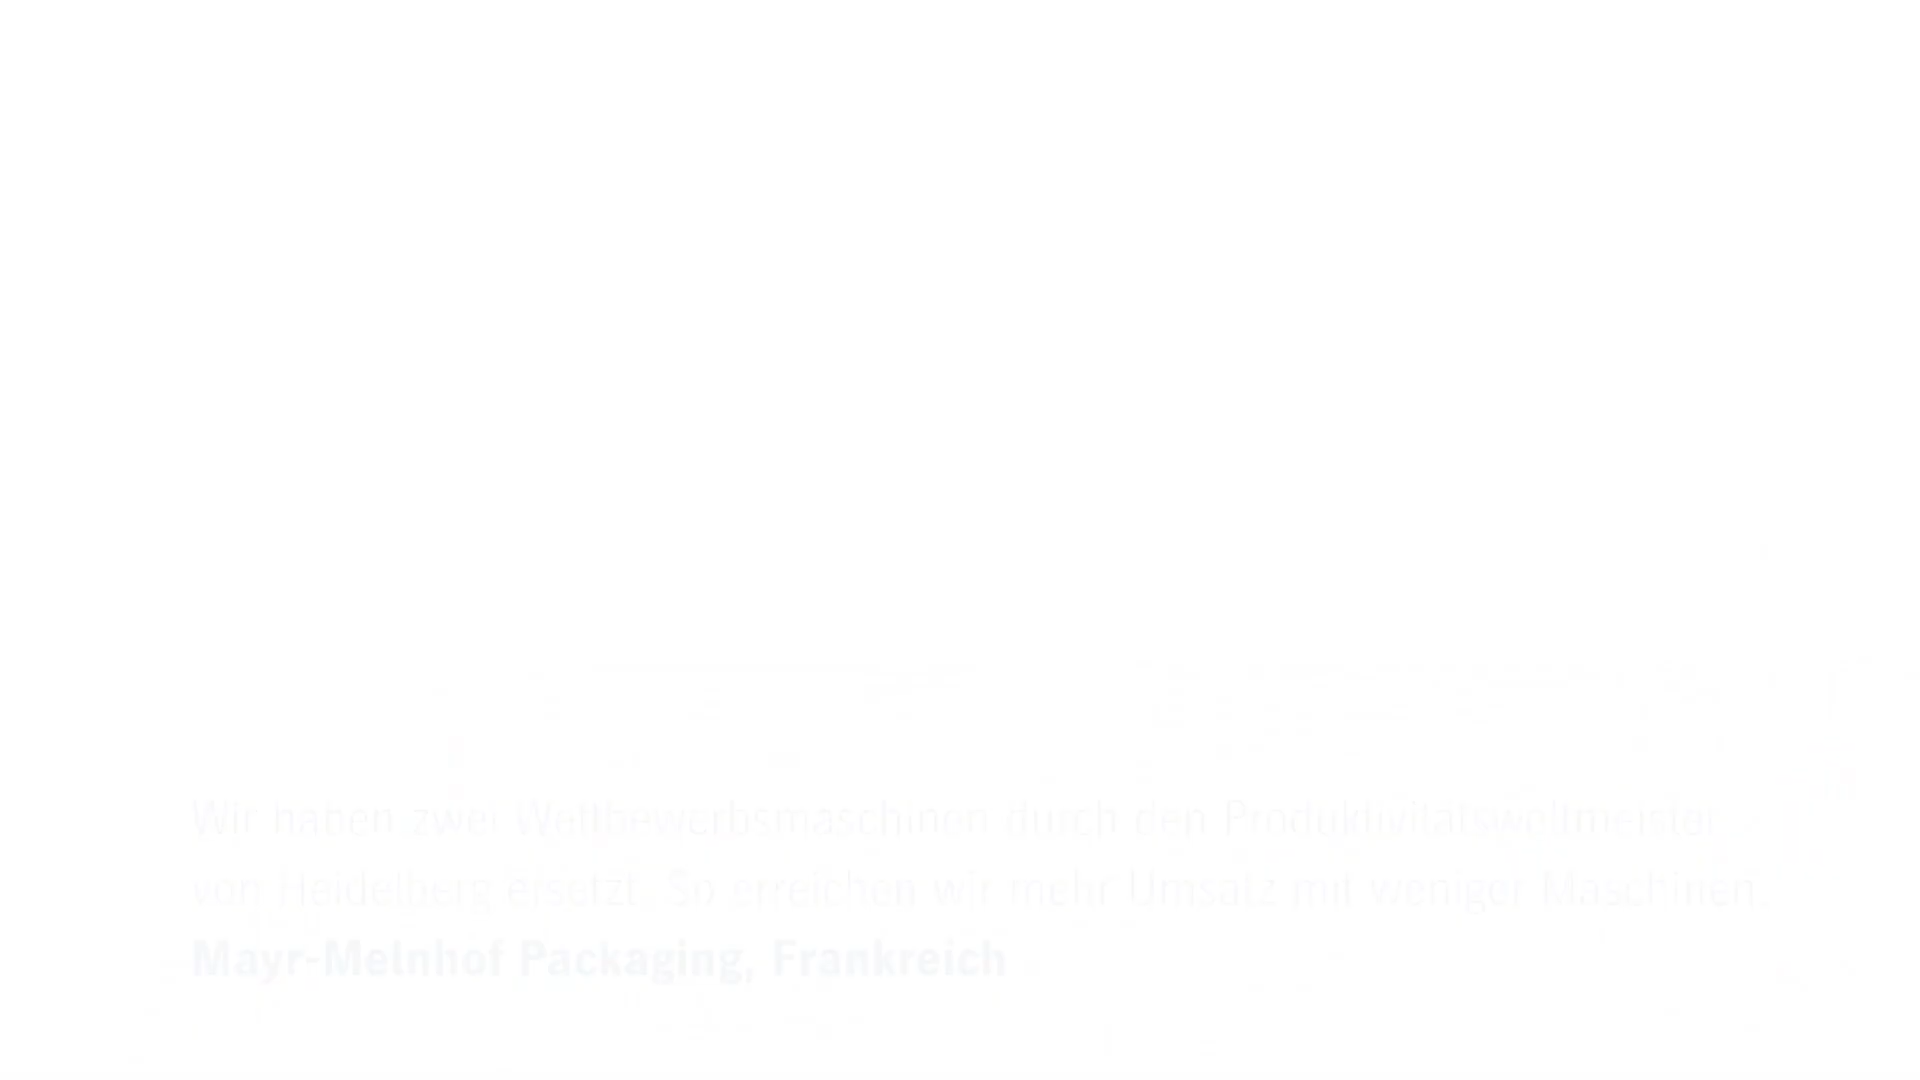 Wir haben zwei Wettbewerbsmaschinen durch den Produktivitätsweltmeister
von Heidelberg ersetzt. So erreichen wir mehr Umsatz mit weniger Maschinen.
Mayr-Melnhof Packaging, Frankreich